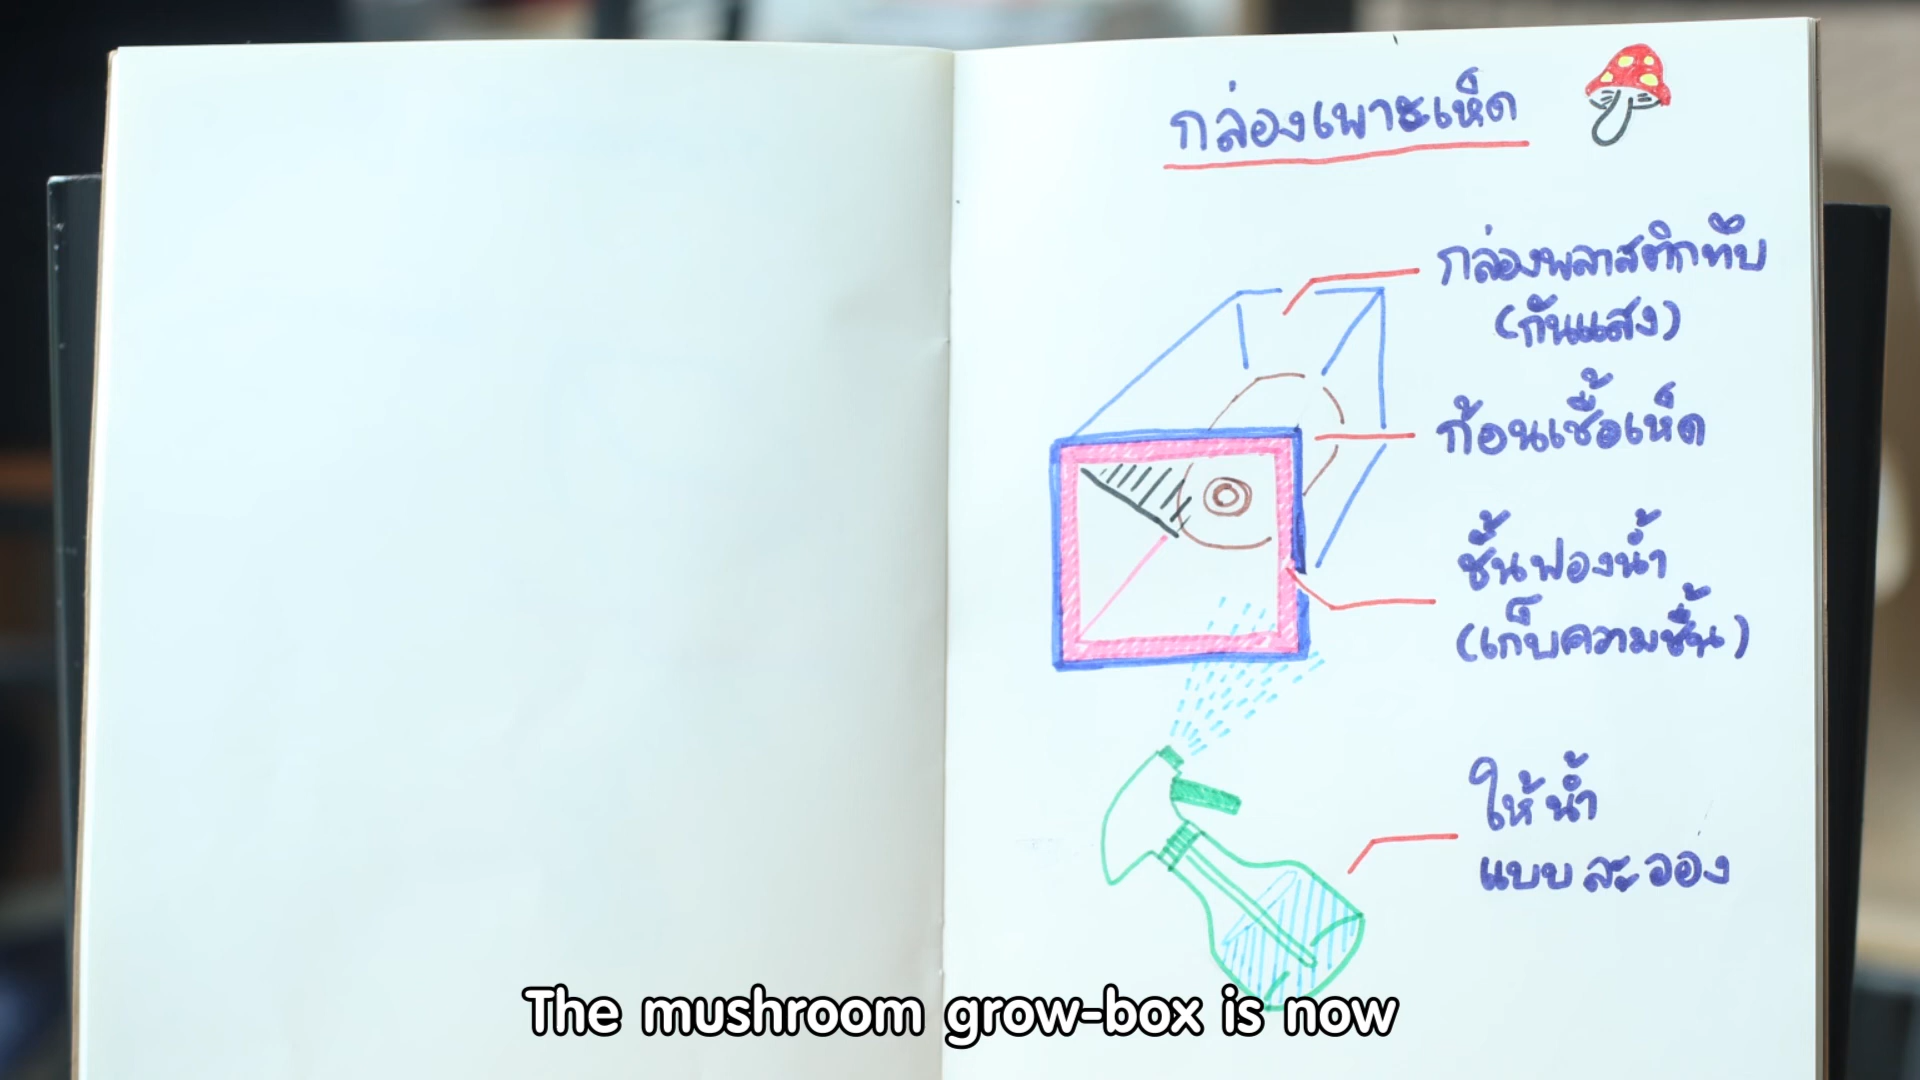 กล่องเพาะเห็ด
กล่องพลาสติกทึบ
(กันแสง)
ก้อนเชื้อเห็ด
ชั้นฟองน้ำ
(เก็บความชื้น)
ให้น้ำ
แบบละออง
The mushroom grow-box is now